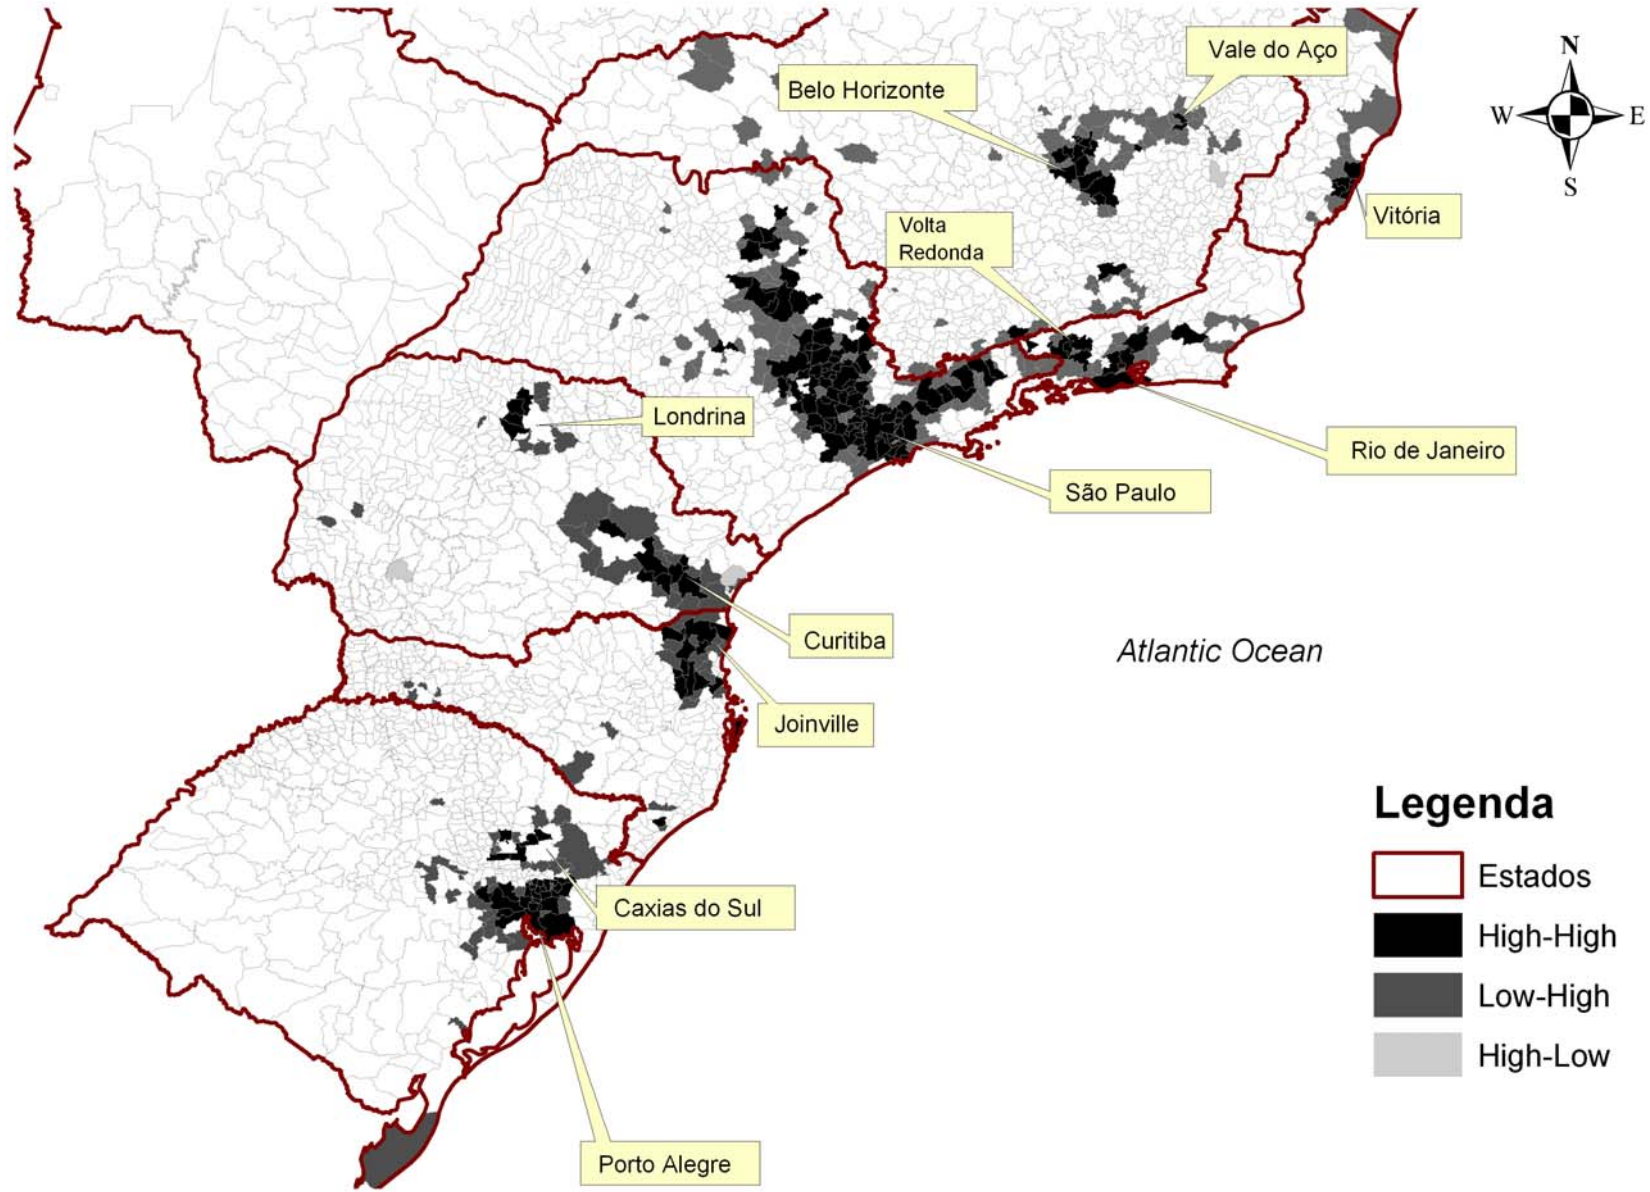 Vale do Aço
N
Belo Horizonte
W
E
S
Vitória
Volta
Redonda
Londrina
Rio de Janeiro
São Paulo
Curitiba
Atlantic Ocean
Joinville
Legenda
Estados
Caxias do Sul
High-High
Low-High
High-Low
Porto Alegre